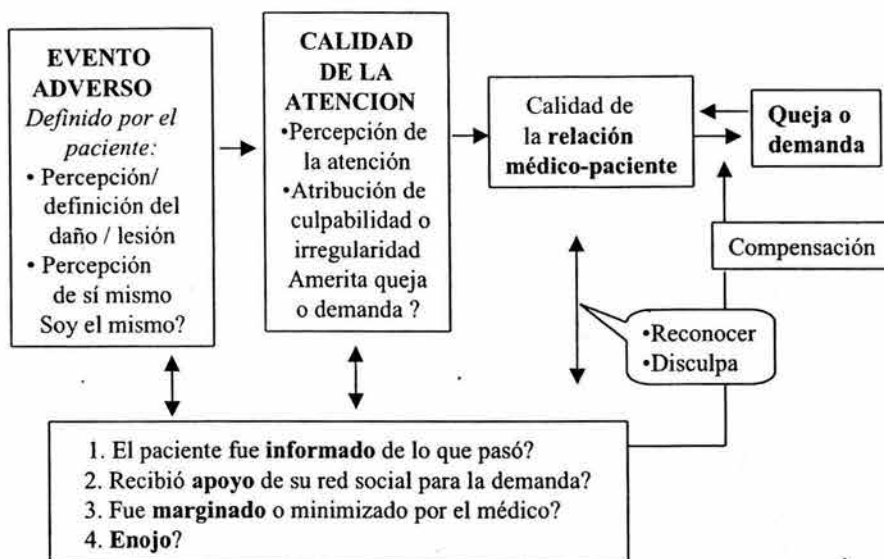 EVENTO
ADVERSO
Definido por el
paciente:
• Percepción/
definición del
daño / lesión
• Percepción
de sí mismo
Soy el mismo?
CALIDAD
DE LA
ATENCION
•Percepción de
la atención
•Atribución de
culpabilidad o
irregularidad
Amerita queja
o demanda ?
Calidad de
la relación
médico-paciente
Queja o
demanda
Compensación
•Reconocer
•Disculpa
1. El paciente fue informado de lo que pasó?
2. Recibió apoyo de su red social para la demanda?
3. Fue marginado o minimizado por el médico?
4. Enojo?